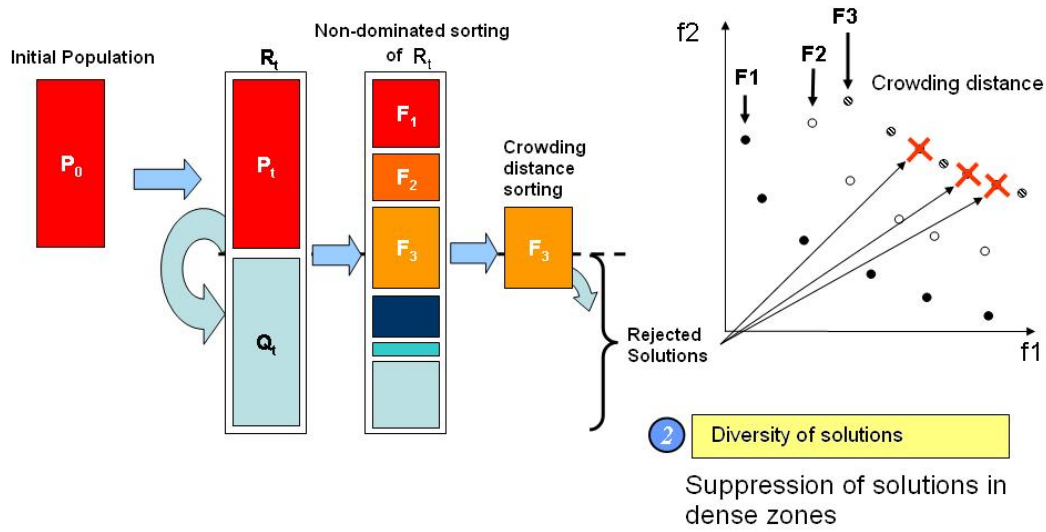 Initial Population
P0
Rt
Pt
Qt
Non-dominated sorting
of Rt
F1
F2
F3
Crowding
distance
sorting
F3
Rejected
Solutions
f2
F1
F2
F3
Crowding distance
f1
2
Diversity of solutions
Suppression of solutions in
dense zones